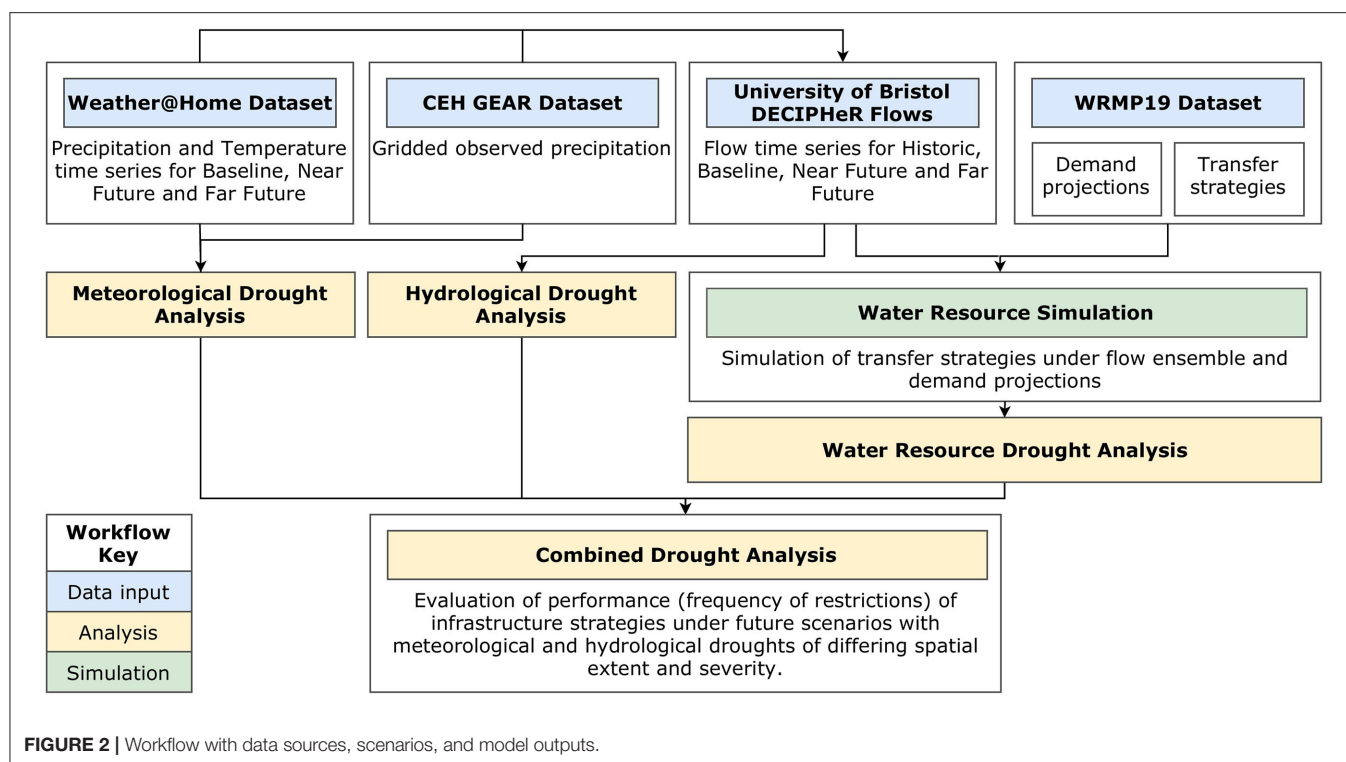 Weather@Home Dataset
Precipitation and Temperature
time series for Baseline, Near
Future and Far Future
CEH GEAR Dataset
Gridded observed precipitation
University of Bristol
DECIPHeR Flows
Flow time series for Historic,
Baseline, Near Future and Far
Future
WRMP19 Dataset
Demand
projections
Transfer
strategies
Meteorological Drought
Analysis
Hydrological Drought
Analysis
Water Resource Simulation
Simulation of transfer strategies under flow ensemble and
demand projections
Water Resource Drought Analysis
Workflow
Key
Data input
Analysis
Simulation
Combined Drought Analysis
Evaluation of performance (frequency of restrictions) of
infrastructure strategies under future scenarios with
meteorological and hydrological droughts of differing spatial
extent and severity.
FIGURE 2 | Workflow with data sources, scenarios, and model outputs.